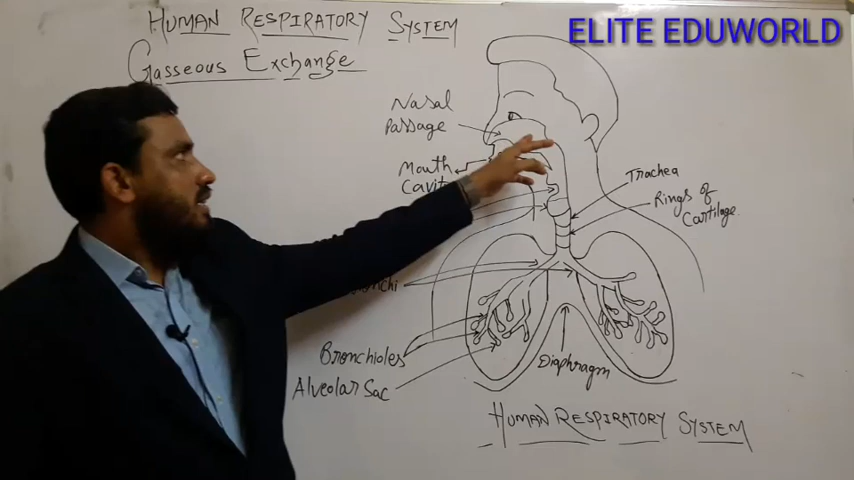 HUMAN RESPIRATORY SYSTEM
ELITE EDUWORLD
Gasseous Exchange
Nasal
Passage
Mouth
Trachea
Rings of
Cartilage
Bronchioles
Alveolar Sac
Diaphragm
HUMAN RESPIRATORY SYSTEM